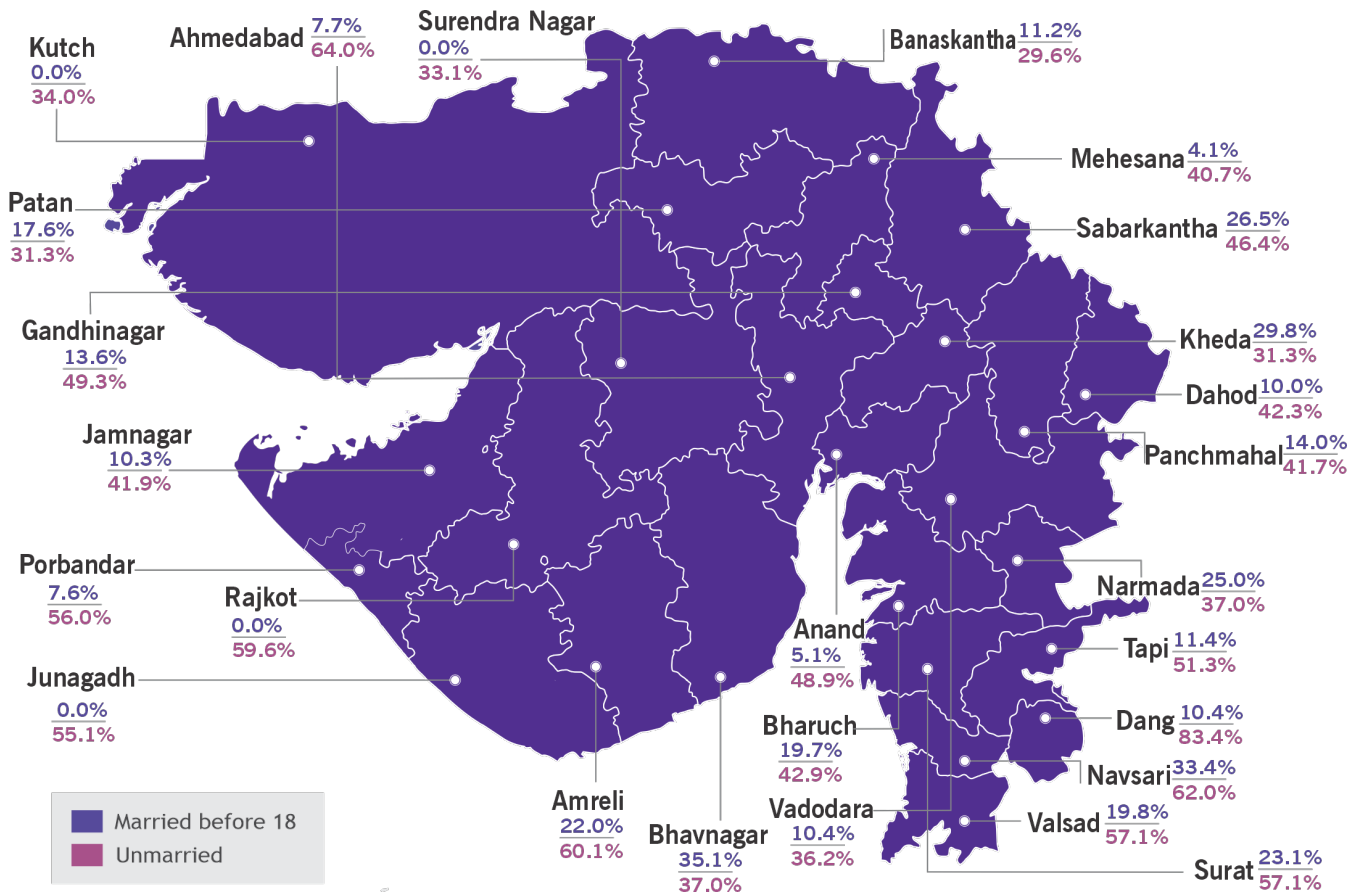 Kutch
0.0%
34.0%
Ahmedabad
7.7%
64.0%
Surendra Nagar
0.0%
33.1%
Banaskantha
11.2%
29.6%
Mehesana
4.1%
40.7%
Patan
17.6%
31.3%
Sabarkantha
26.5%
46.4%
Gandhinagar
13.6%
49.3%
Kheda
29.8%
31.3%
Dahod
10.0%
42.3%
Jamnagar
10.3%
41.9%
Panchmahal
14.0%
41.7%
Porbandar
7.6%
56.0%
Rajkot
0.0%
59.6%
Narmada
25.0%
37.0%
Anand
5.1%
48.9%
Tapi
11.4%
51.3%
Junagadh
0.0%
55.1%
Dang
10.4%
83.4%
Bharuch
19.7%
42.9%
Navsari
33.4%
62.0%
Amreli
22.0%
60.1%
Bhavnagar
35.1%
37.0%
Vadodara
10.4%
36.2%
Valsad
19.8%
57.1%
Surat
23.1%
57.1%
Married before 18
Unmarried